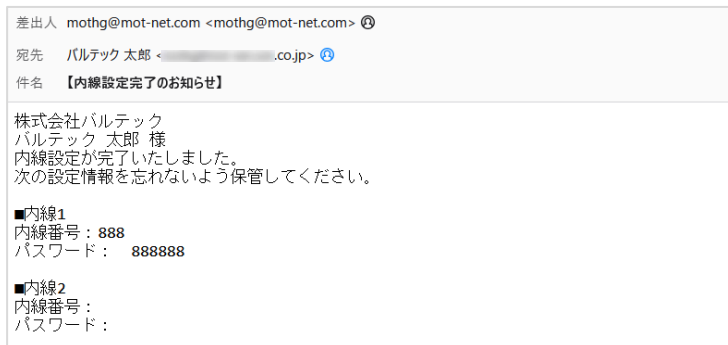 差出人 mothg@mot-net.com <mothg@mot-net.com>
宛先 バルテック 太郎 < .co.jp>
件名 【内線設定完了のお知らせ】
株式会社バルテック
バルテック 太郎 様
内線設定が完了いたしました。
次の設定情報を忘れないよう保管してください。
■内線1
内線番号：888
パスワード： 888888
■内線2
内線番号：
パスワード：